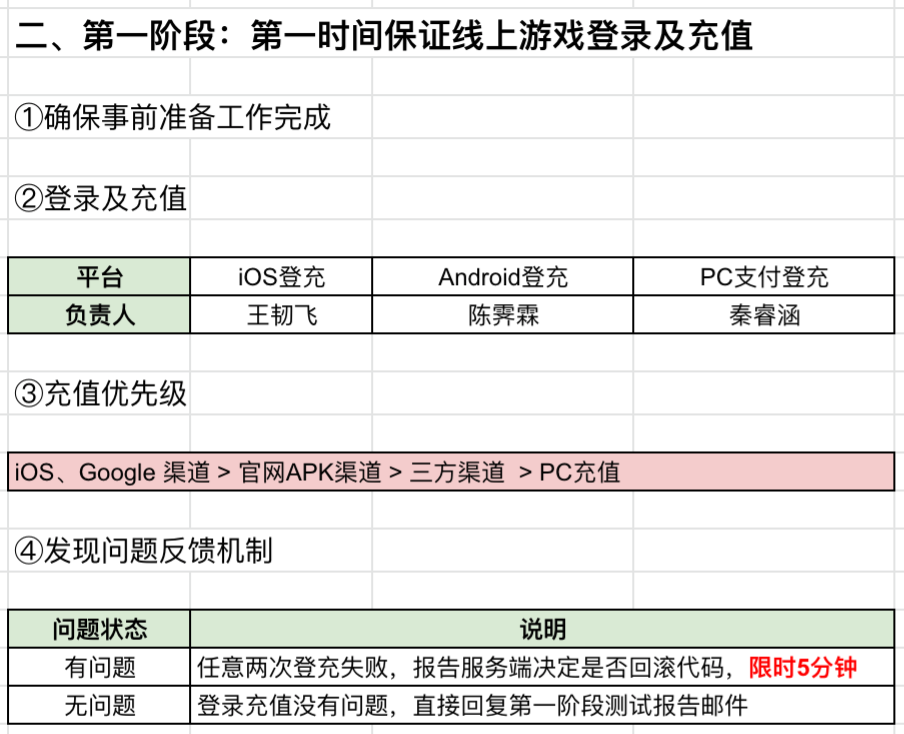 二、第一阶段：第一时间保证线上游戏登录及充值
①确保事前准备工作完成
②登录及充值
平台 iOS登充 Android登充 PC支付登充
负责人 王韧飞 陈霁霖 秦睿涵
③充值优先级
iOS、Google 渠道 > 官网APK渠道 > 三方渠道 > PC充值
④发现问题反馈机制
问题状态 说明
有问题 任意两次登充失败，报告服务端决定是否回滚代码，限时5分钟
无问题 登录充值没有问题，直接回复第一阶段测试报告邮件